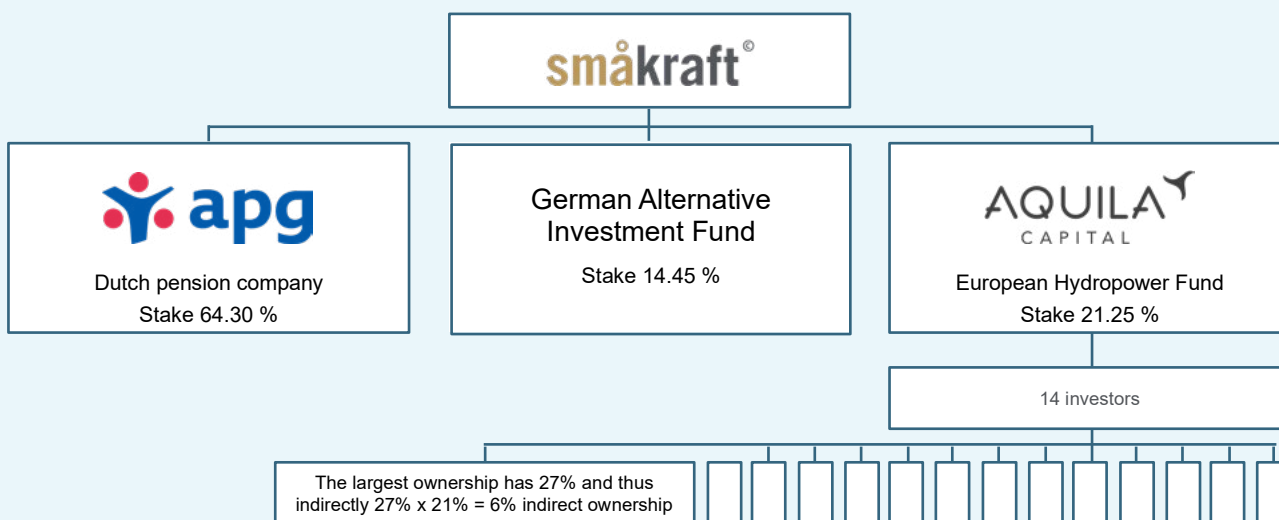 småkraft©
apg
Dutch pension company
Stake 64.30 %
German Alternative
Investment Fund
Stake 14.45 %
AQUILA
CAPITAL
European Hydropower Fund
Stake 21.25 %
14 investors
The largest ownership has 27% and thus
indirectly 27% x 21% = 6% indirect ownership